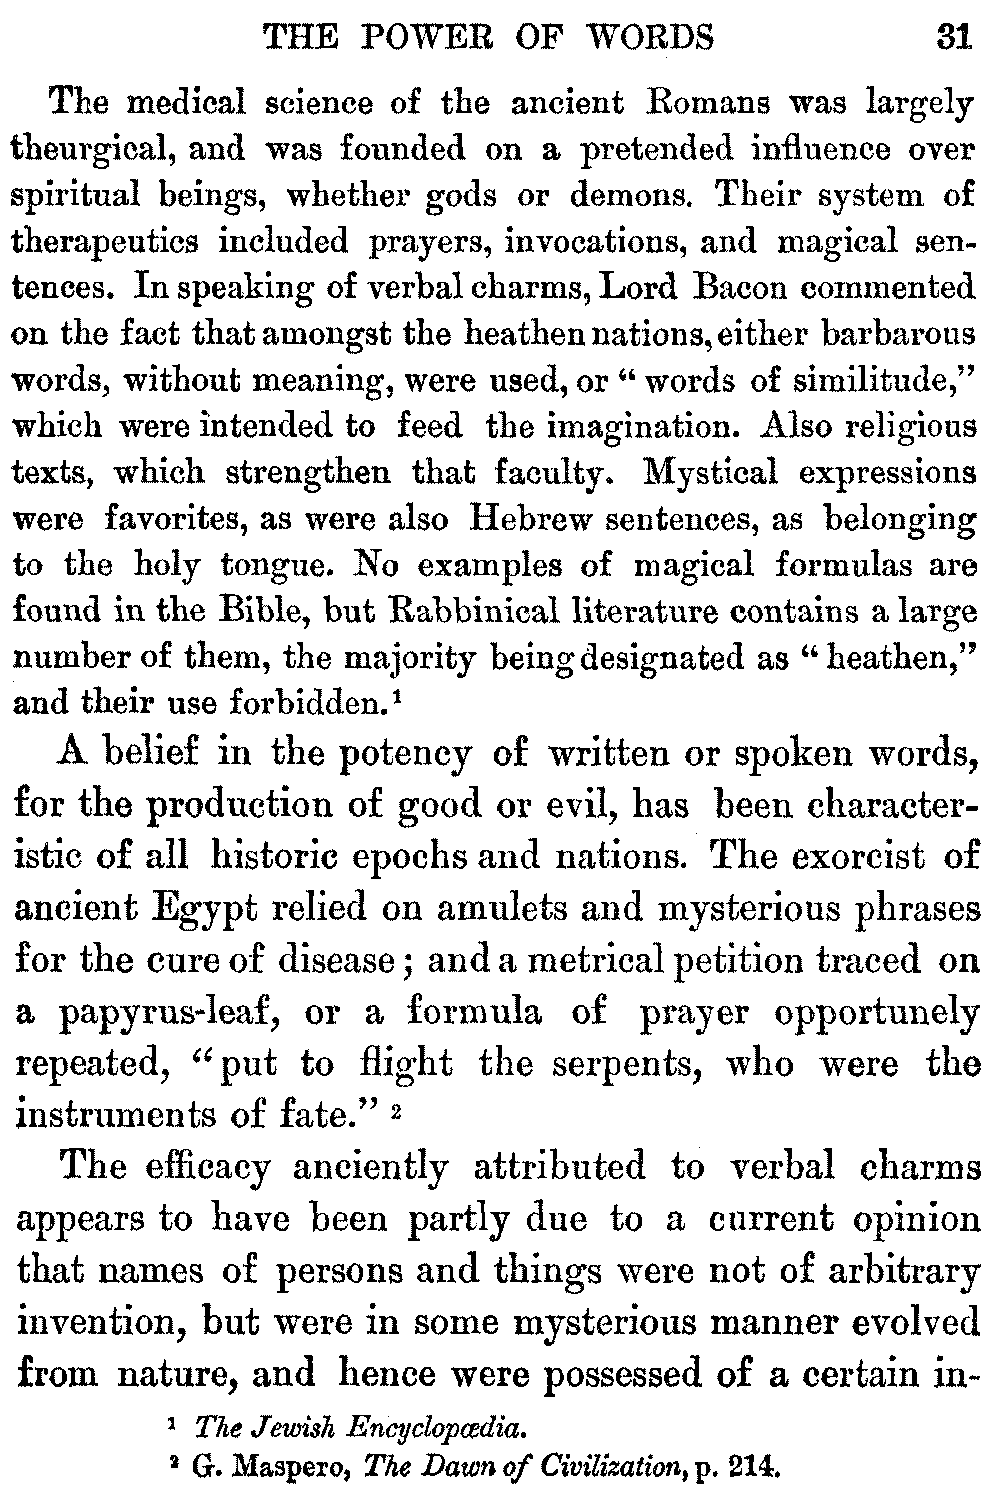 THE POWER OF WORDS 31
The medical science of the ancient Romans was largely
theurgical, and was founded on a pretended influence over
spiritual beings, whether gods or demons. Their system of
therapeutics included prayers, invocations, and magical sen-
tences. In speaking of verbal charms, Lord Bacon commented
on the fact that amongst the heathen nations, either barbarous
words, without meaning, were used, or “ words of similitude,”
which were intended to feed the imagination. Also religious
texts, which strengthen that faculty. Mystical expressions
were favorites, as were also Hebrew sentences, as belonging
to the holy tongue. No examples of magical formulas are
found in the Bible, but Rabbinical literature contains a large
number of them, the majority being designated as “ heathen,”
and their use forbidden.¹
A belief in the potency of written or spoken words,
for the production of good or evil, has been character-
istic of all historic epochs and nations. The exorcist of
ancient Egypt relied on amulets and mysterious phrases
for the cure of disease ; and a metrical petition traced on
a papyrus-leaf, or a formula of prayer opportunely
repeated, “ put to flight the serpents, who were the
instruments of fate.” ²
The efficacy anciently attributed to verbal charms
appears to have been partly due to a current opinion
that names of persons and things were not of arbitrary
invention, but were in some mysterious manner evolved
from nature, and hence were possessed of a certain in-
¹ The Jewish Encyclopædia.
² G. Maspero, The Dawn of Civilization, p. 214.